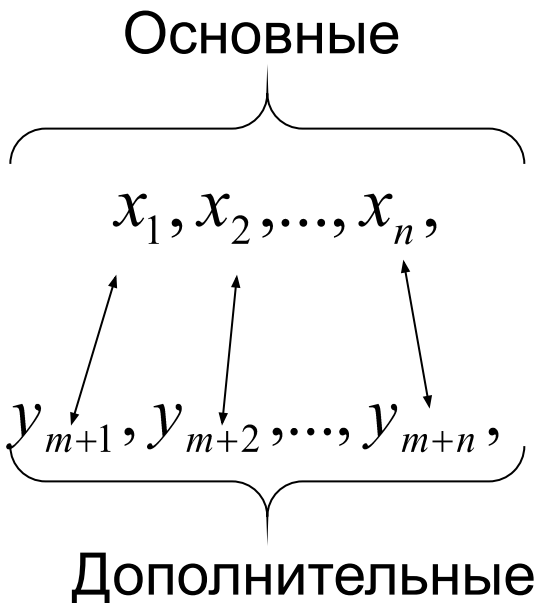 Основные
x₁, x₂,..., xₙ,
yₘ₊₁, yₘ₊₂,..., yₘ₊ₙ,
Дополнительные